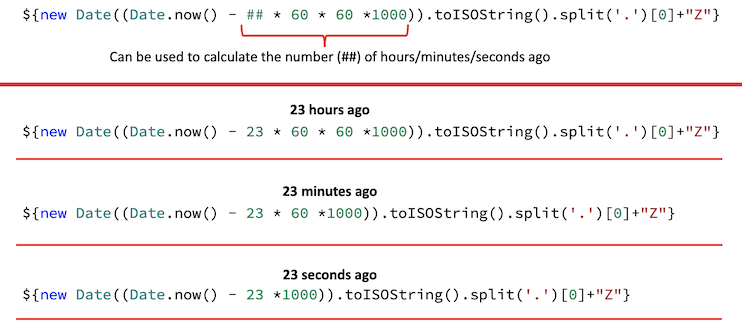 ${new Date((Date.now() - ## * 60 * 60 *1000)).toISOString().split('.')[0]+"Z"}
Can be used to calculate the number (##) of hours/minutes/seconds ago
23 hours ago
${new Date((Date.now() - 23 * 60 * 60 *1000)).toISOString().split('.')[0]+"Z"}
23 minutes ago
${new Date((Date.now() - 23 * 60 *1000)).toISOString().split('.')[0]+"Z"}
23 seconds ago
${new Date((Date.now() - 23 *1000)).toISOString().split('.')[0]+"Z"}